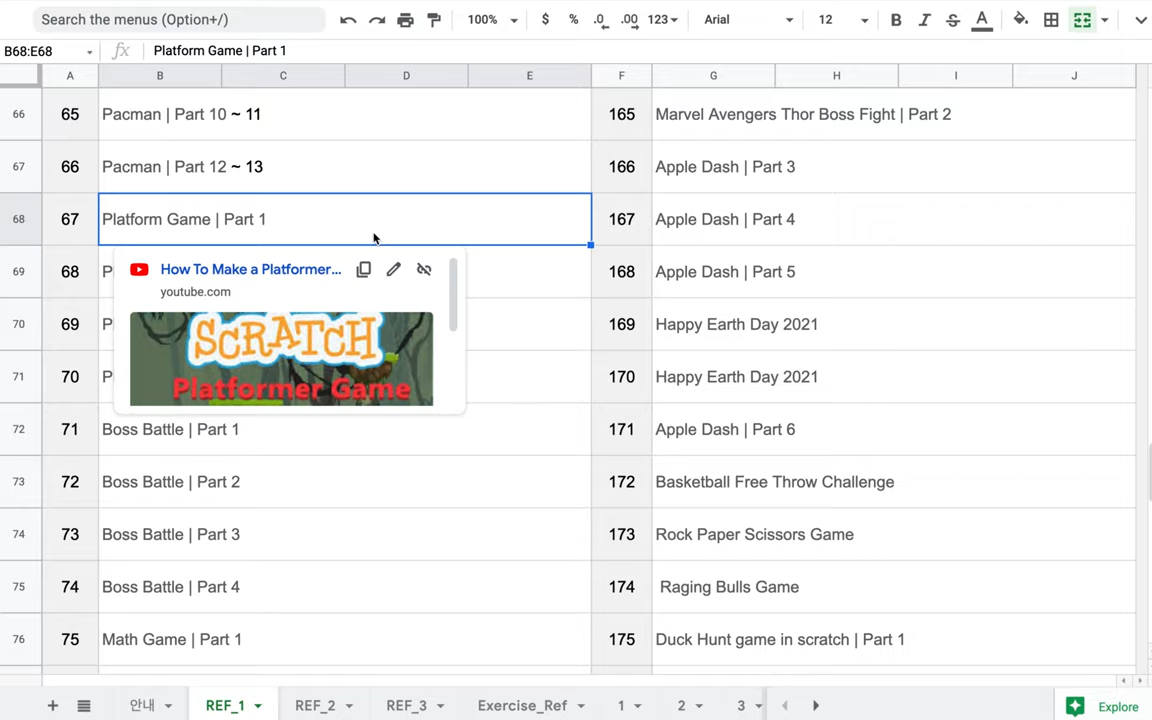 Search the menus (Option+/)
100% $ % .0 .00 123 Arial 12 B I S A
B68:E68 fx Platform Game | Part 1
A B C D E F G H I J
66 65 Pacman | Part 10 ~ 11 165 Marvel Avengers Thor Boss Fight | Part 2
67 66 Pacman | Part 12 ~ 13 166 Apple Dash | Part 3
68 67 Platform Game | Part 1 167 Apple Dash | Part 4
69 68 P 168 Apple Dash | Part 5
How To Make a Platformer...
youtube.com
SCRATCH
Platformer Game
70 69 P 169 Happy Earth Day 2021
71 70 P 170 Happy Earth Day 2021
72 71 Boss Battle | Part 1 171 Apple Dash | Part 6
73 72 Boss Battle | Part 2 172 Basketball Free Throw Challenge
74 73 Boss Battle | Part 3 173 Rock Paper Scissors Game
75 74 Boss Battle | Part 4 174 Raging Bulls Game
76 75 Math Game | Part 1 175 Duck Hunt game in scratch | Part 1
안내 REF_1 REF_2 REF_3 Exercise_Ref 1 2 3 Explore